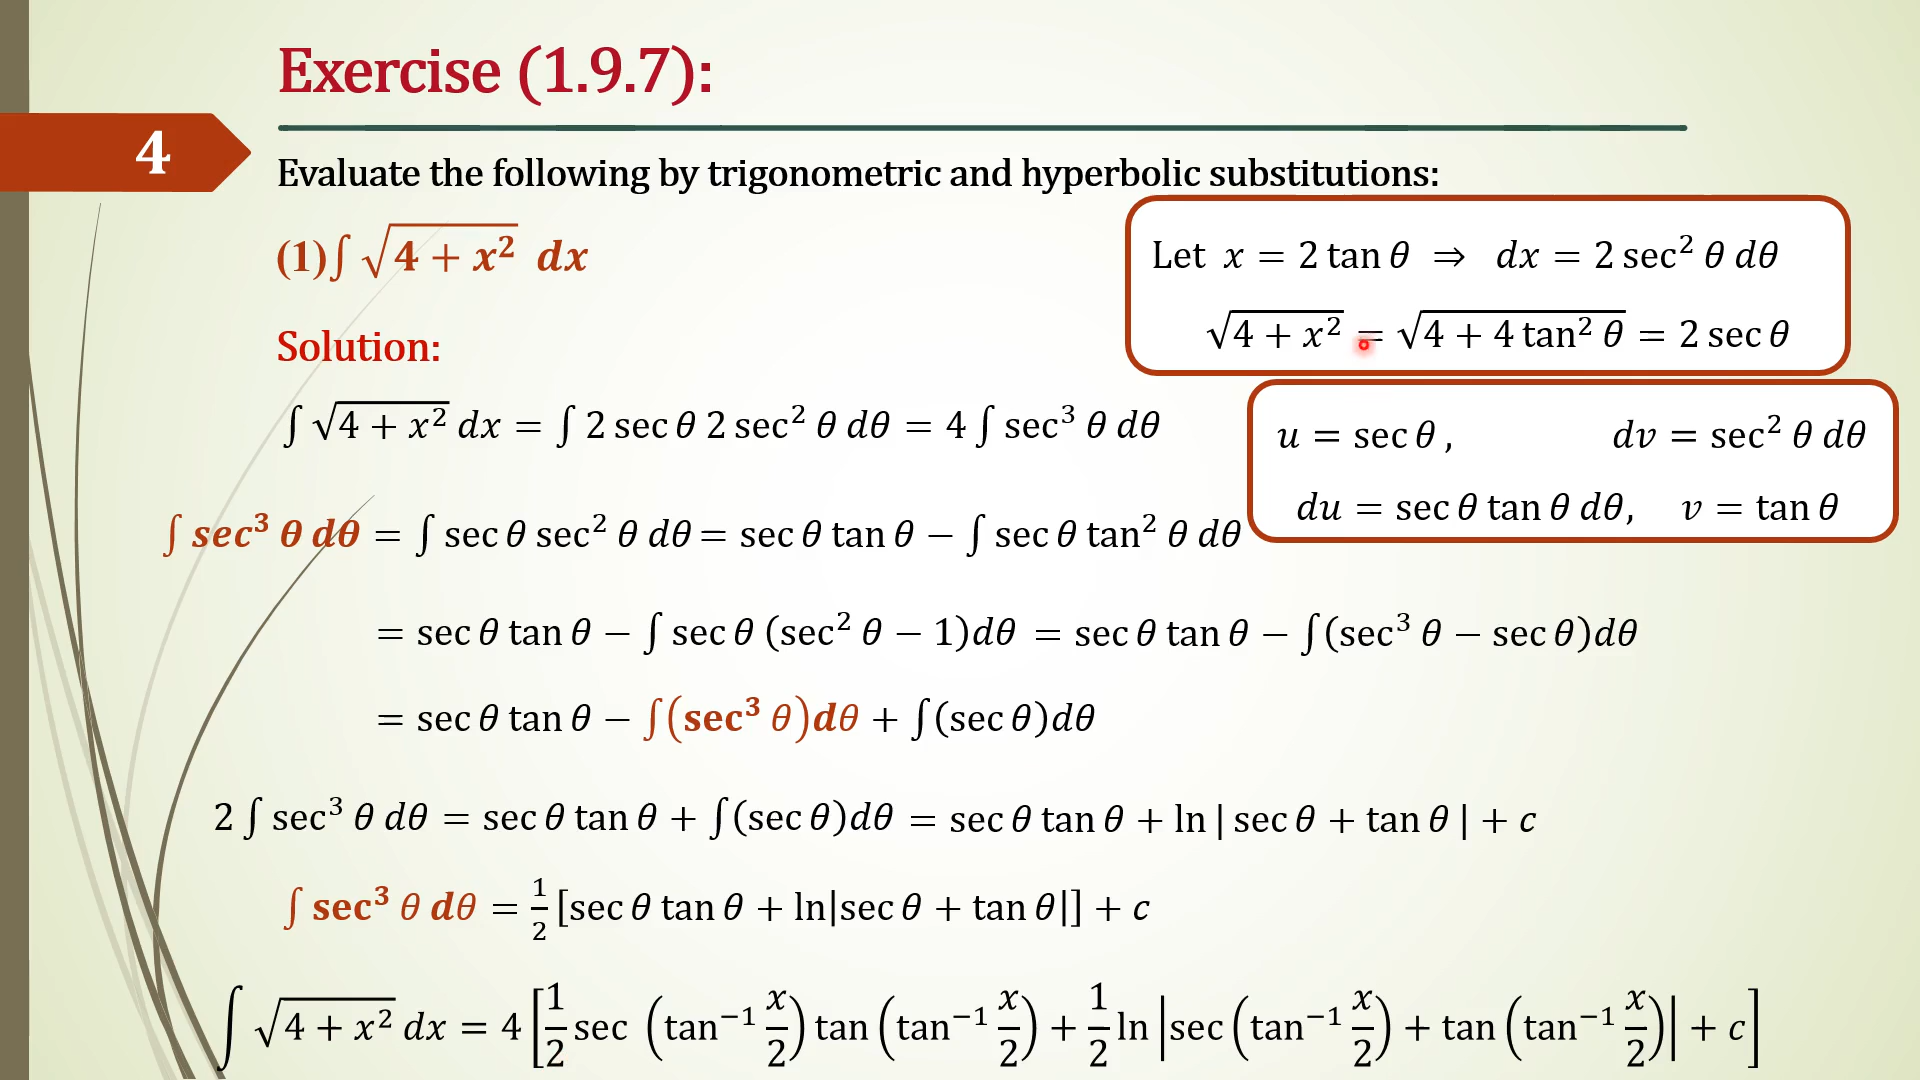 Exercise (1.9.7):
4
Evaluate the following by trigonometric and hyperbolic substitutions:
(1)∫ √(4 + x²) dx
Let x = 2 tan θ ⇒ dx = 2 sec² θ dθ
√(4 + x²) = √(4 + 4 tan² θ) = 2 sec θ
Solution:
∫ √(4 + x²) dx = ∫ 2 sec θ 2 sec² θ dθ = 4 ∫ sec³ θ dθ
u = sec θ , dv = sec² θ dθ
du = sec θ tan θ dθ, v = tan θ
∫ sec³ θ dθ = ∫ sec θ sec² θ dθ = sec θ tan θ − ∫ sec θ tan² θ dθ
= sec θ tan θ − ∫ sec θ (sec² θ − 1)dθ = sec θ tan θ − ∫(sec³ θ − sec θ)dθ
= sec θ tan θ − ∫(sec³ θ)dθ + ∫(sec θ)dθ
2 ∫ sec³ θ dθ = sec θ tan θ + ∫(sec θ)dθ = sec θ tan θ + ln | sec θ + tan θ | + c
∫ sec³ θ dθ = 1/2 [sec θ tan θ + ln|sec θ + tan θ|] + c
∫ √(4 + x²) dx = 4 [1/2 sec (tan⁻¹ x/2) tan (tan⁻¹ x/2) + 1/2 ln |sec (tan⁻¹ x/2) + tan (tan⁻¹ x/2)| + c]